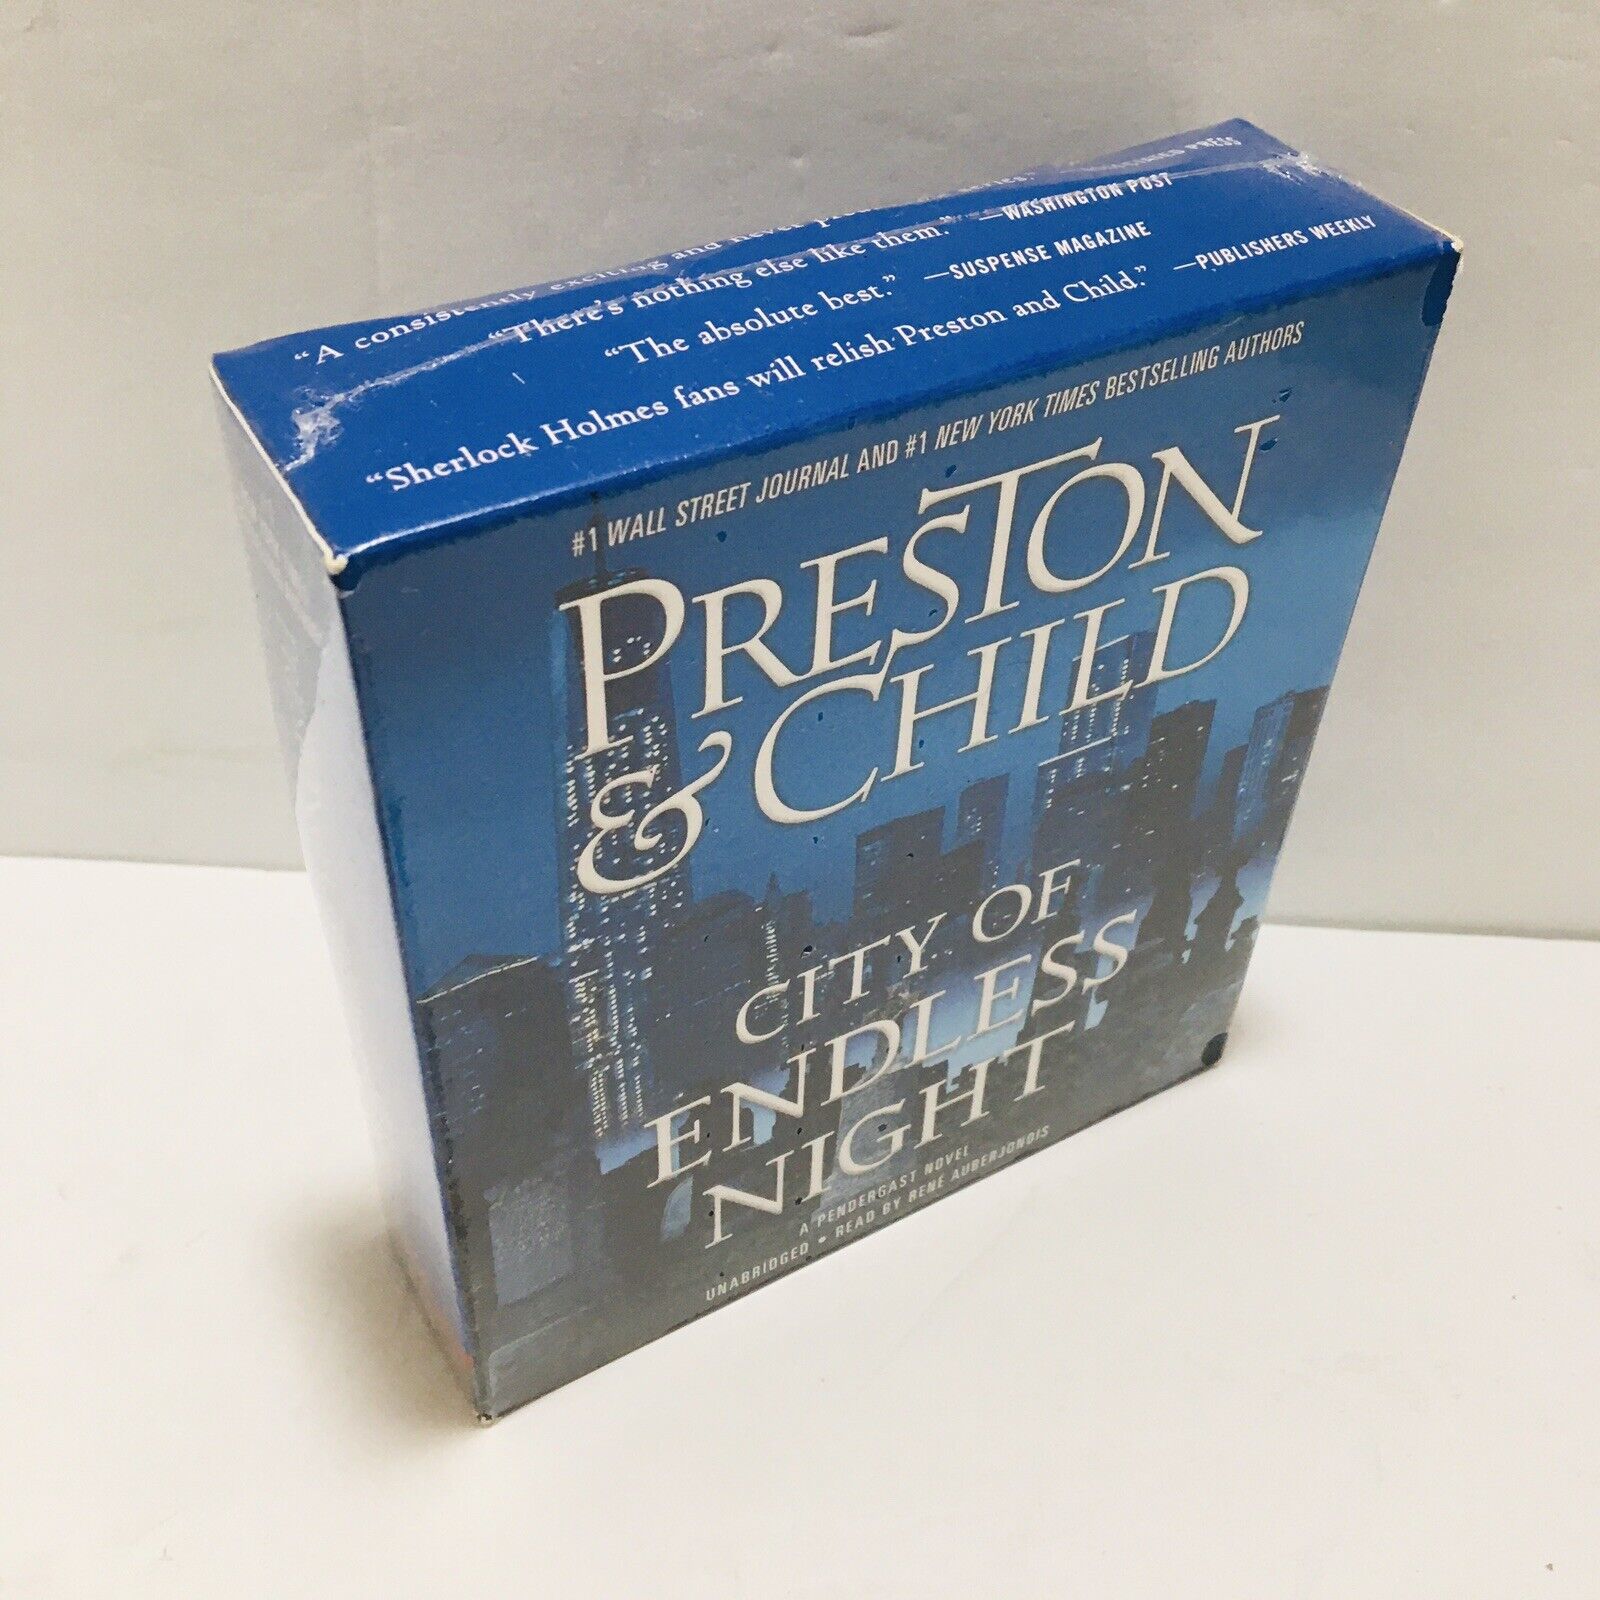 “A consistently exciting and never series.” PRESS
“There’s nothing else like them.” —WASHINGTON POST
“The absolute best.” —SUSPENSE MAGAZINE
“Sherlock Holmes fans will relish Preston and Child.” —PUBLISHERS WEEKLY
#1 WALL STREET JOURNAL AND #1 NEW YORK TIMES BESTSELLING AUTHORS
PRESTON
& CHILD
CITY OF
ENDLESS
NIGHT
A PENDERGAST NOVEL
UNABRIDGED • READ BY RENÉ AUBERJONOIS